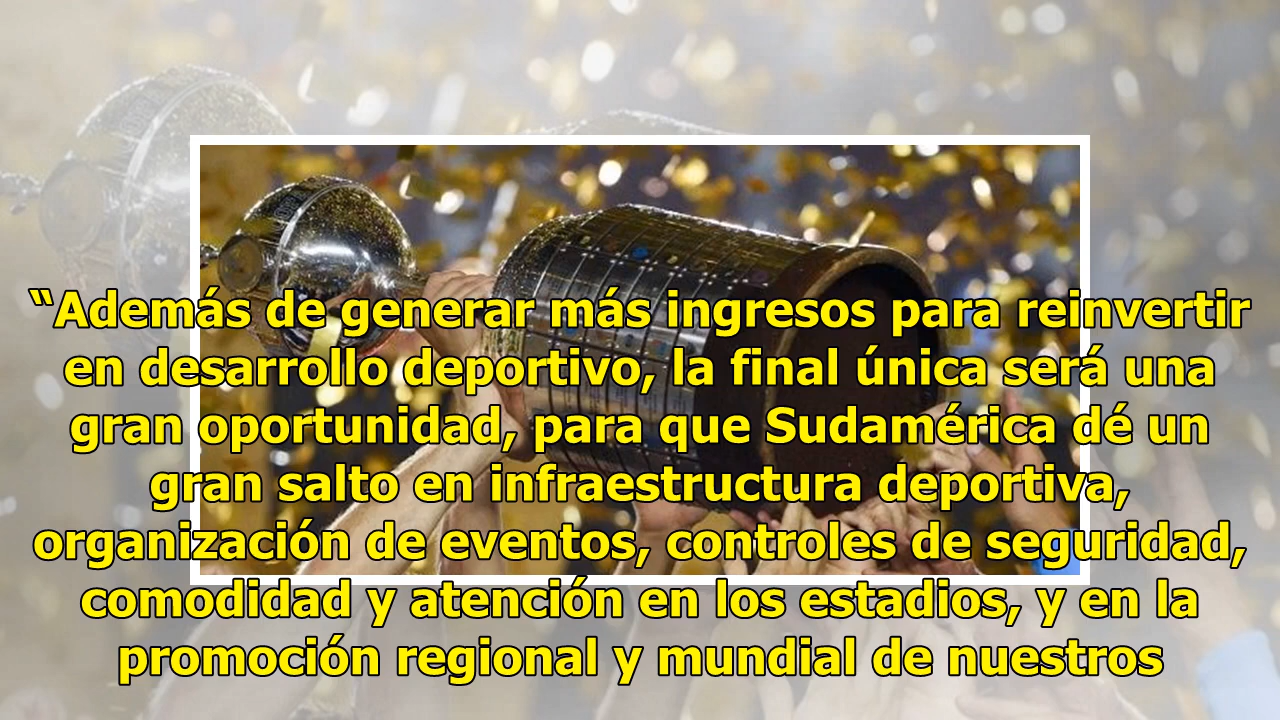 “Además de generar más ingresos para reinvertir
en desarrollo deportivo, la final única será una
gran oportunidad, para que Sudamérica dé un
gran salto en infraestructura deportiva,
organización de eventos, controles de seguridad,
comodidad y atención en los estadios, y en la
promoción regional y mundial de nuestros